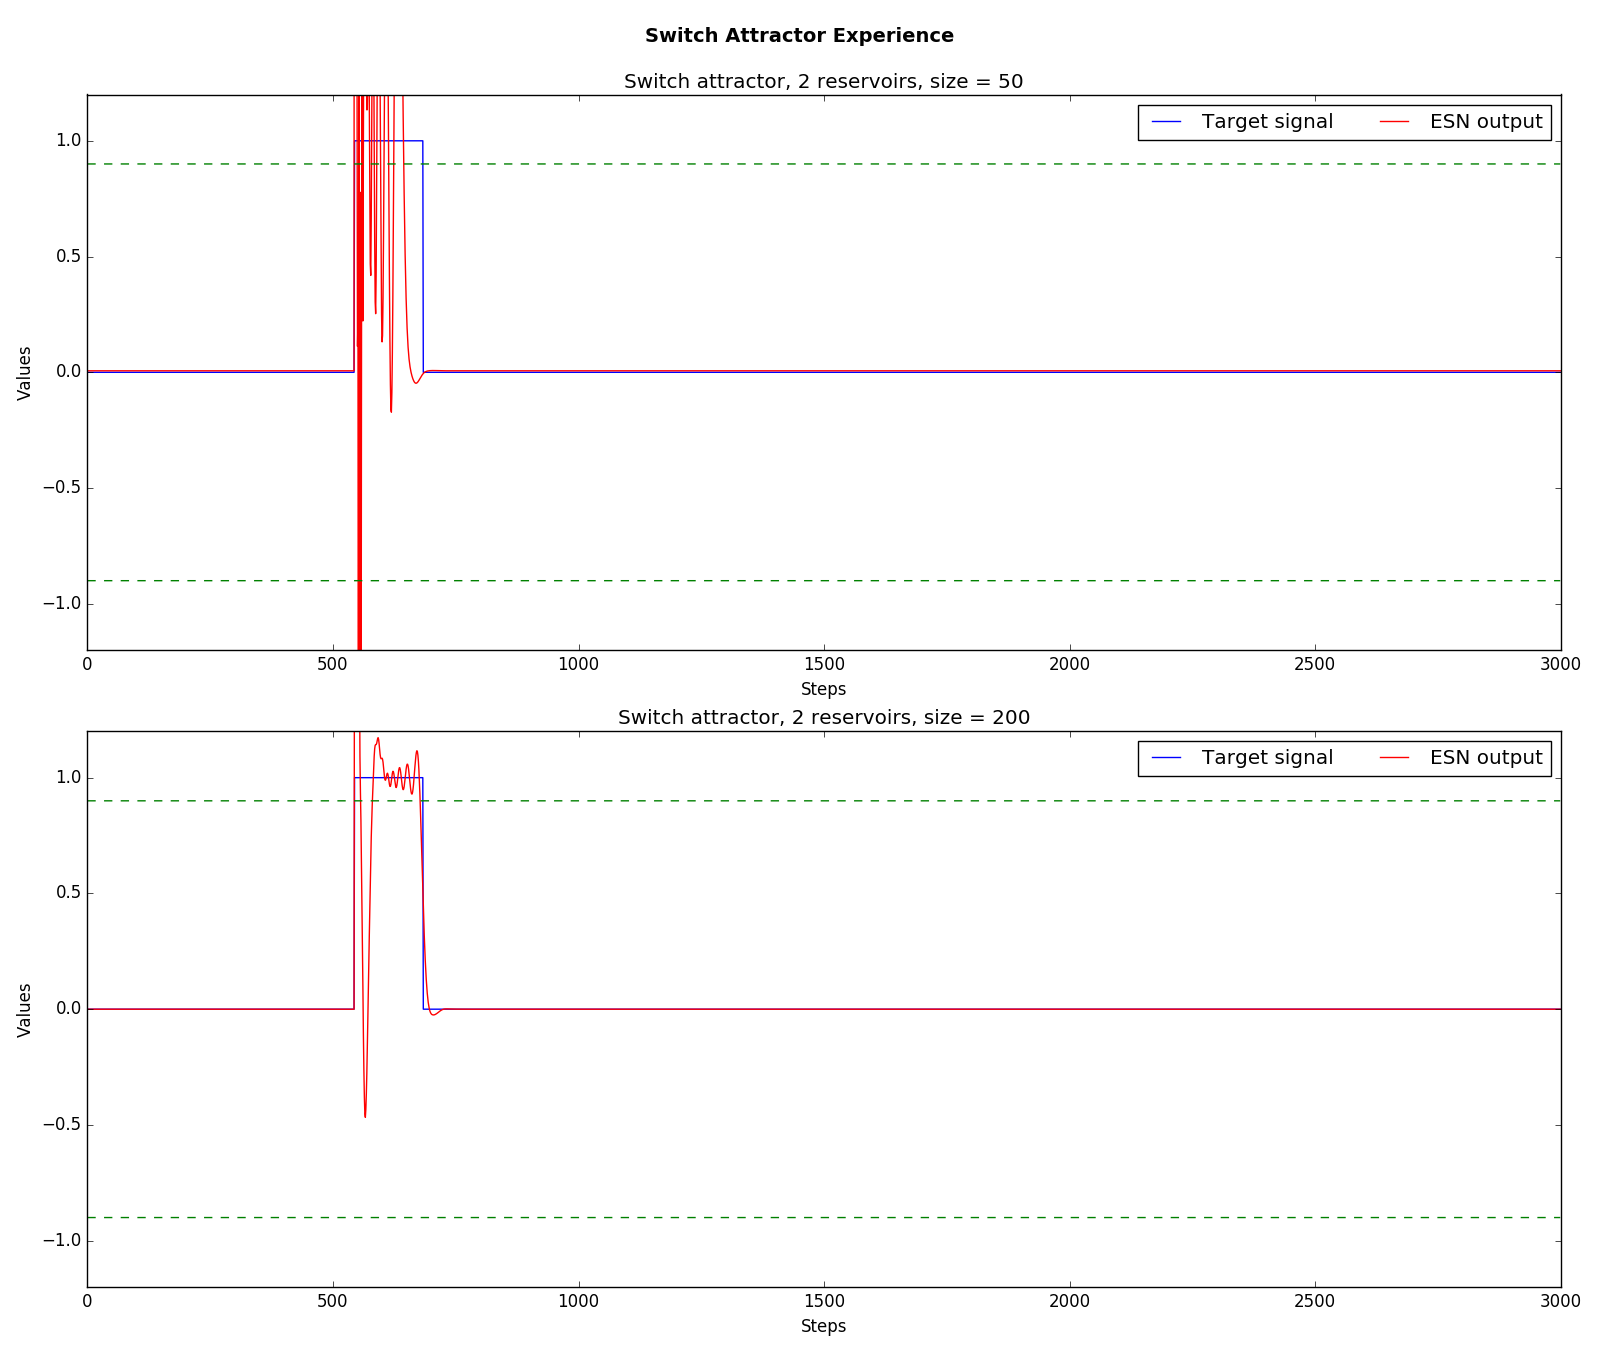 Switch Attractor Experience
Switch attractor, 2 reservoirs, size = 50
Target signal ESN output
1.0
0.5
0.0
−0.5
−1.0
Values
0 500 1000 1500 2000 2500 3000
Steps
Switch attractor, 2 reservoirs, size = 200
Target signal ESN output
1.0
0.5
0.0
−0.5
−1.0
Values
0 500 1000 1500 2000 2500 3000
Steps